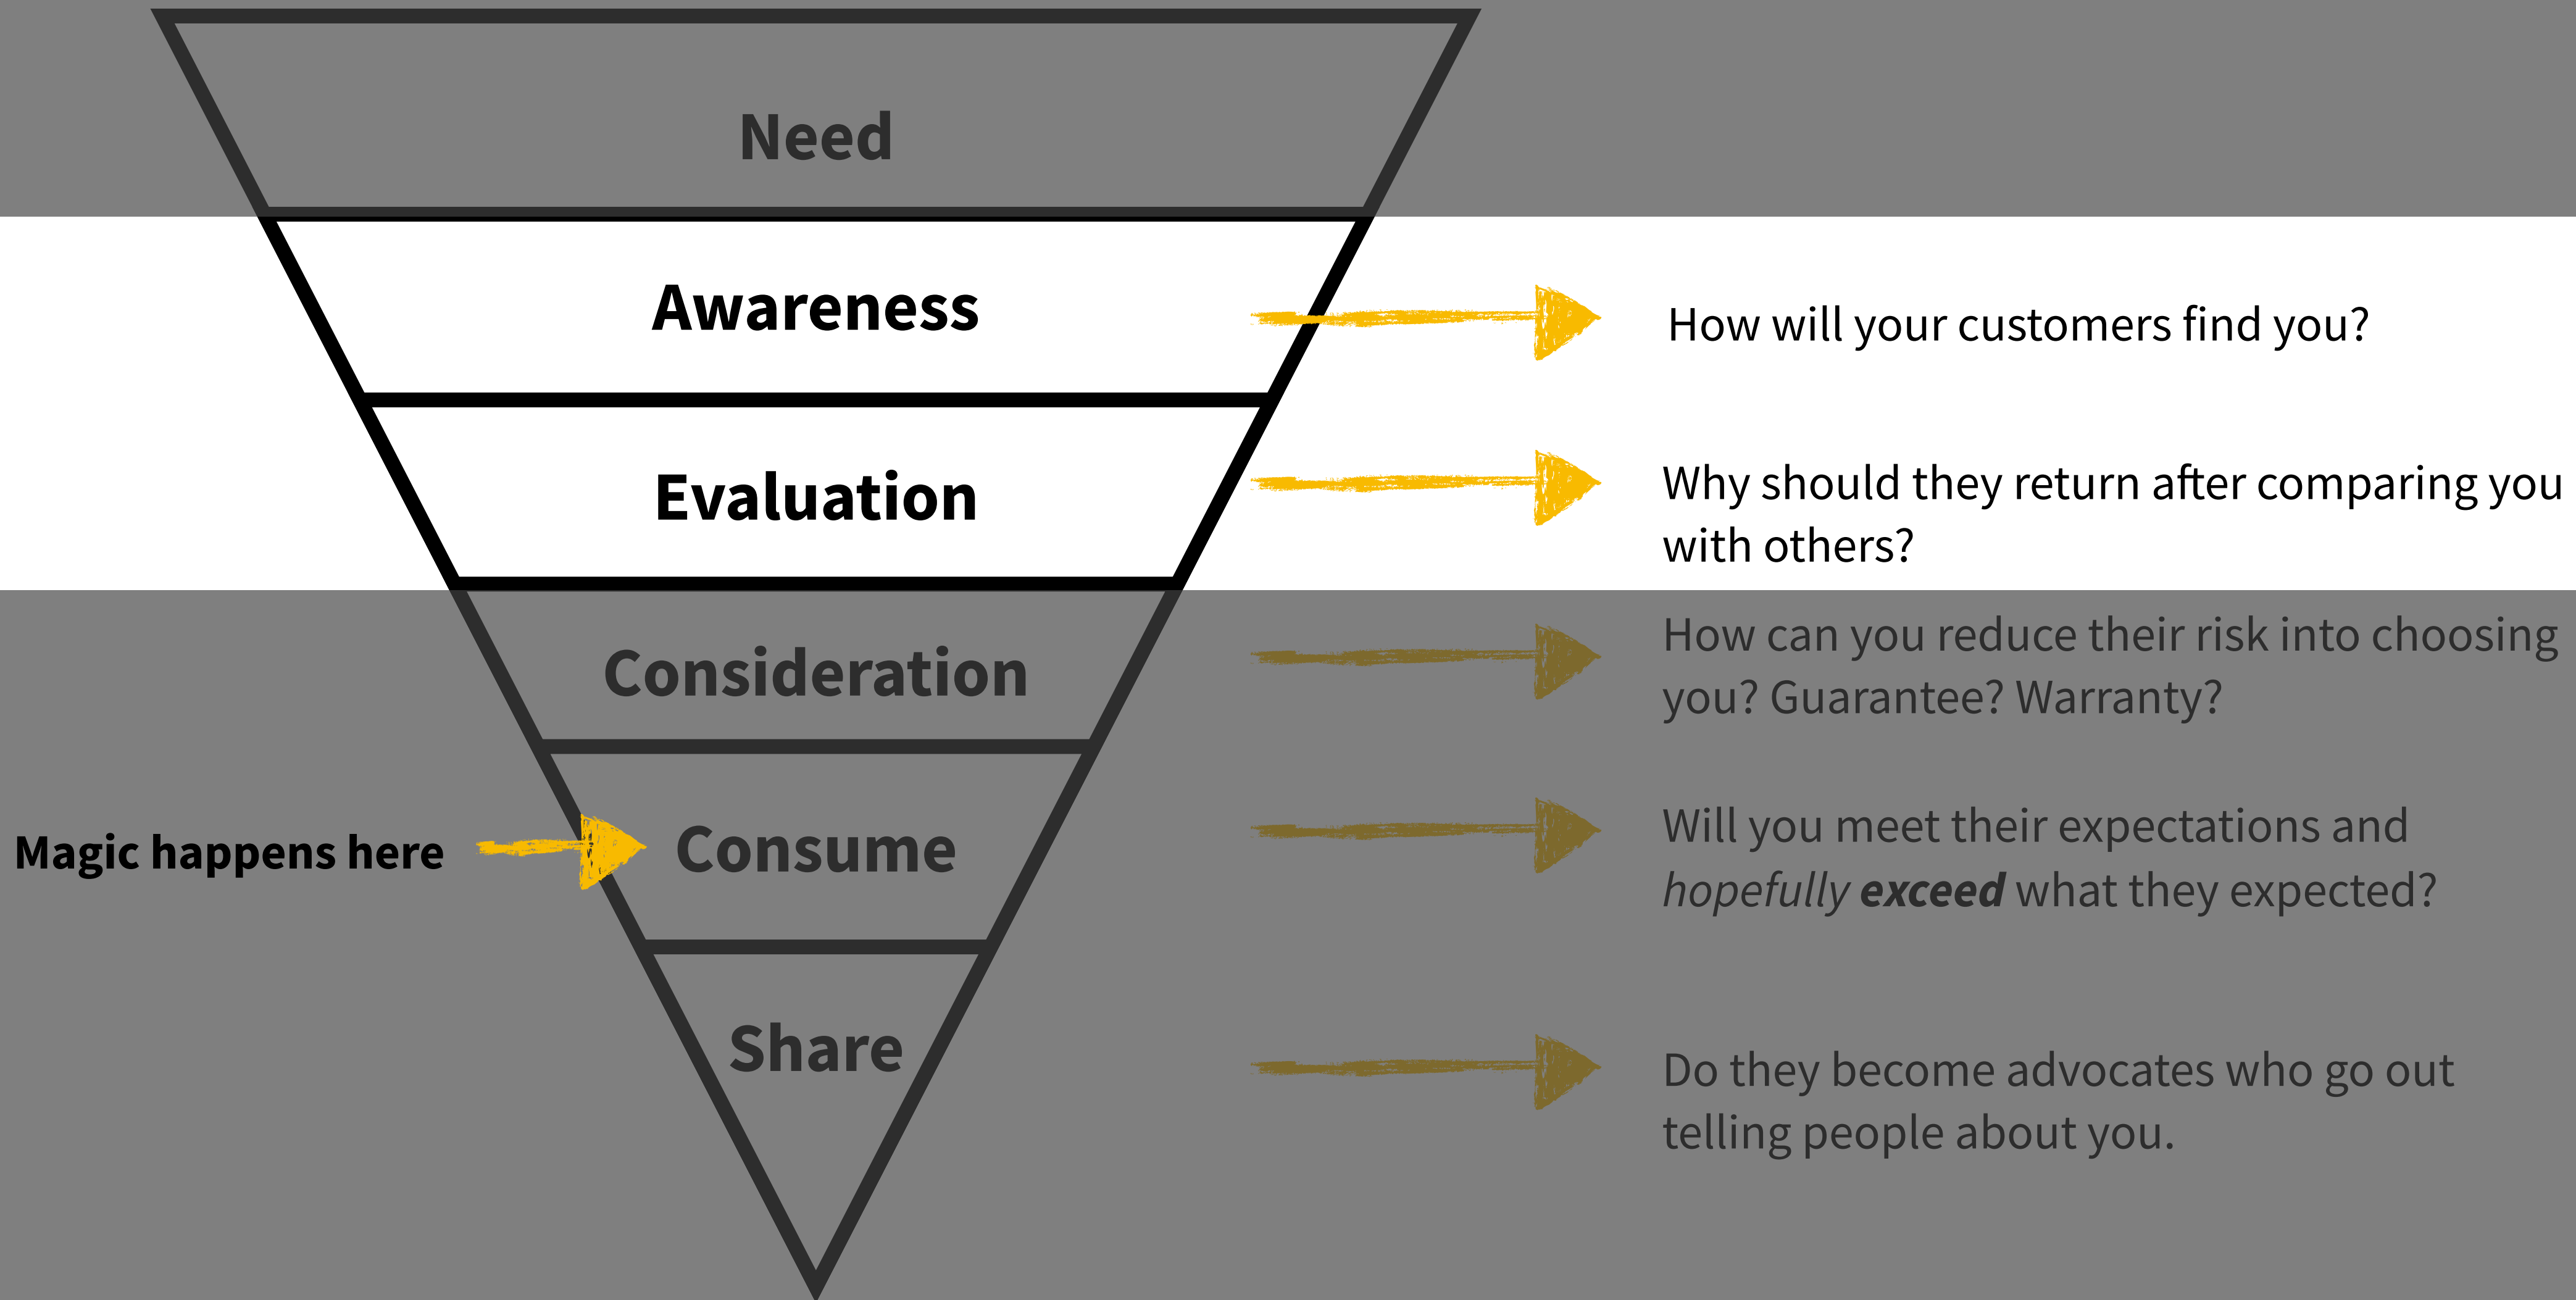 Need
Awareness
How will your customers find you?
Evaluation
Why should they return after comparing you
with others?
Consideration
How can you reduce their risk into choosing
you? Guarantee? Warranty?
Magic happens here
Consume
Will you meet their expectations and
hopefully exceed what they expected?
Share
Do they become advocates who go out
telling people about you.